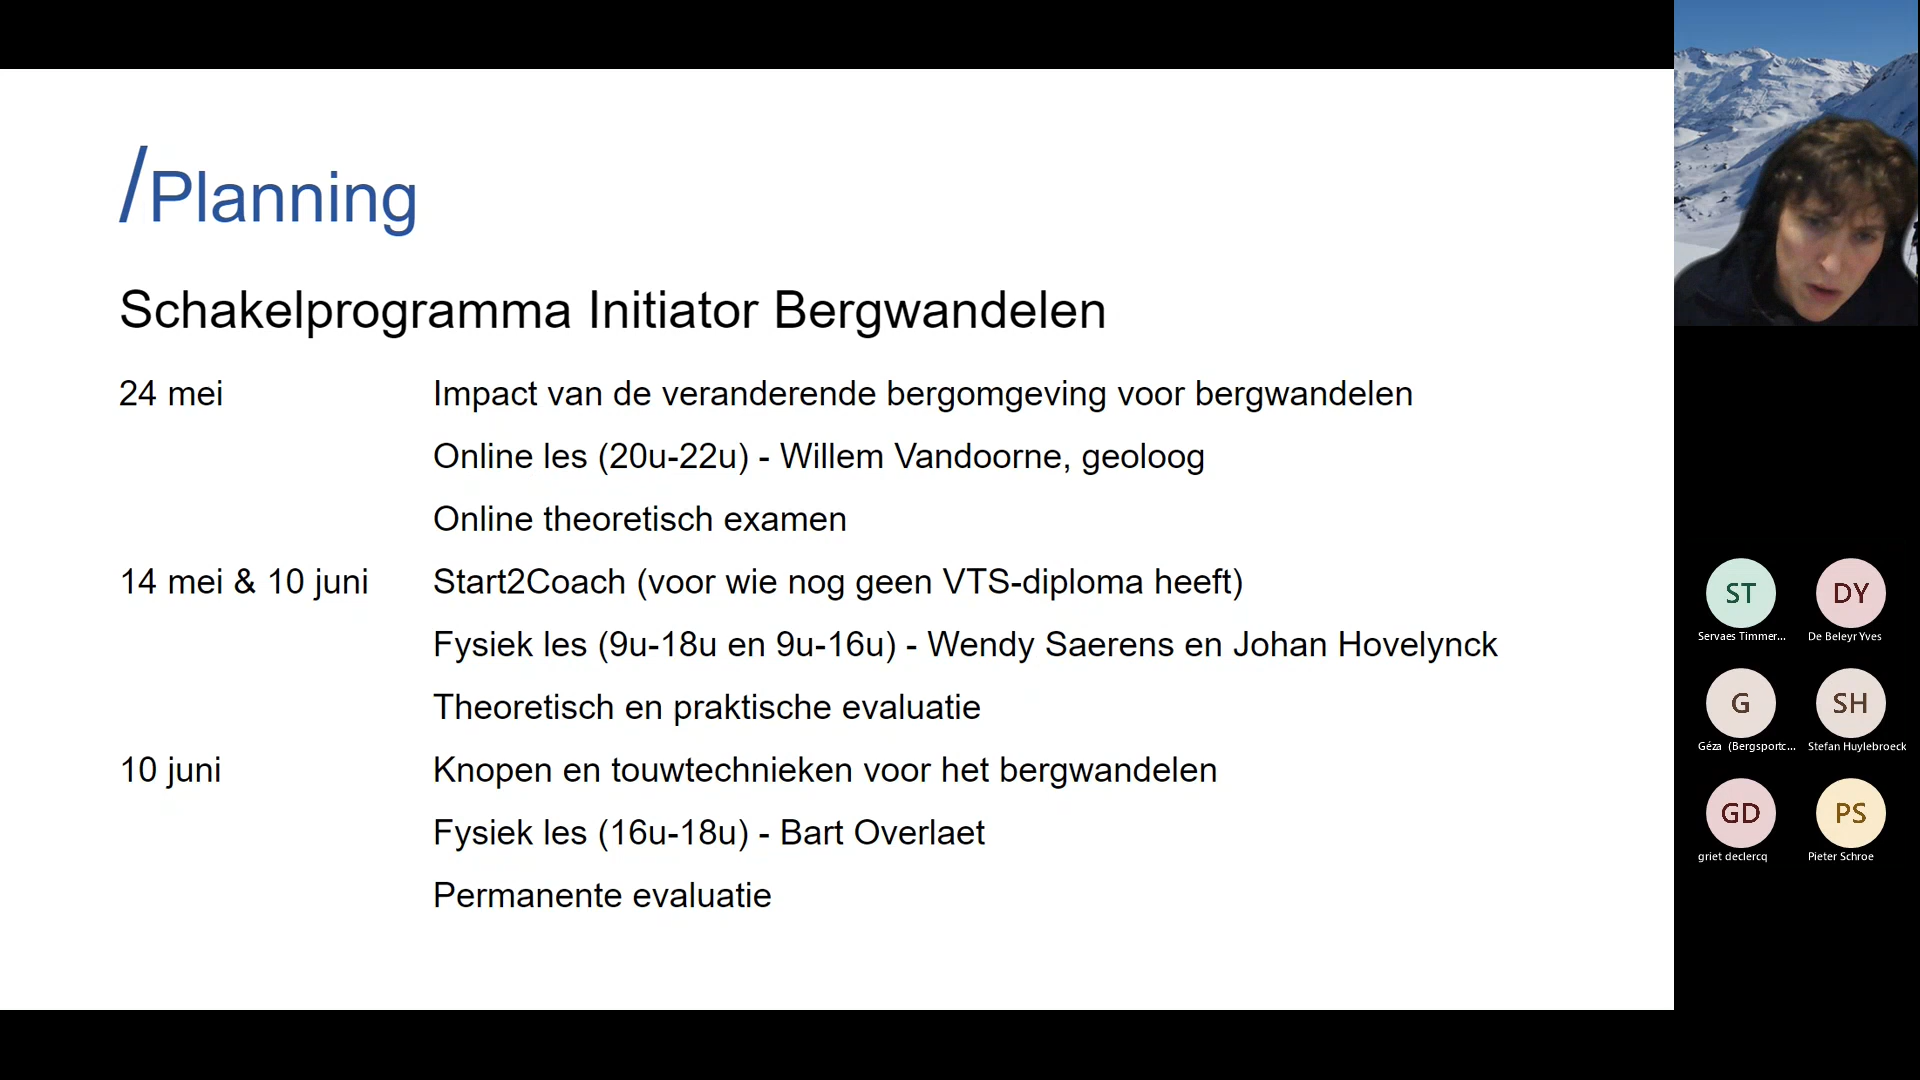 /Planning
Schakelprogramma Initiator Bergwandelen
24 mei Impact van de veranderende bergomgeving voor bergwandelen
Online les (20u-22u) - Willem Vandoorne, geoloog
Online theoretisch examen
14 mei & 10 juni Start2Coach (voor wie nog geen VTS-diploma heeft)
Fysiek les (9u-18u en 9u-16u) - Wendy Saerens en Johan Hovelynck
Theoretisch en praktische evaluatie
10 juni Knopen en touwtechnieken voor het bergwandelen
Fysiek les (16u-18u) - Bart Overlaet
Permanente evaluatie
ST DY
Servaes Timmer... De Beleyr Yves
G SH
Géza (Bergsportc... Stefan Huylebroeck
GD PS
griet declercq Pieter Schroe